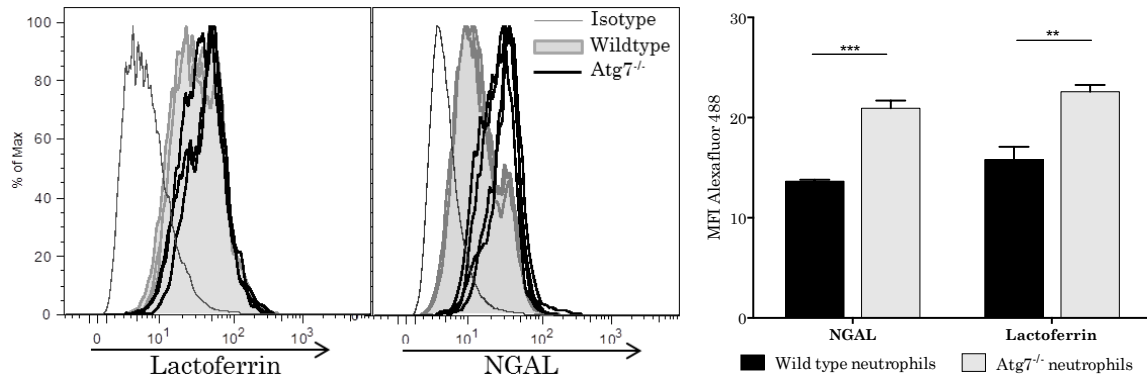 % of Max
100
80
60
40
20
0
0
10¹
10²
10³
Lactoferrin
Isotype
Wildtype
Atg7⁻/⁻
0
10¹
10²
10³
NGAL
MFI Alexafluor 488
30
20
10
0
***
**
NGAL
Lactoferrin
Wild type neutrophils
Atg7⁻/⁻ neutrophils